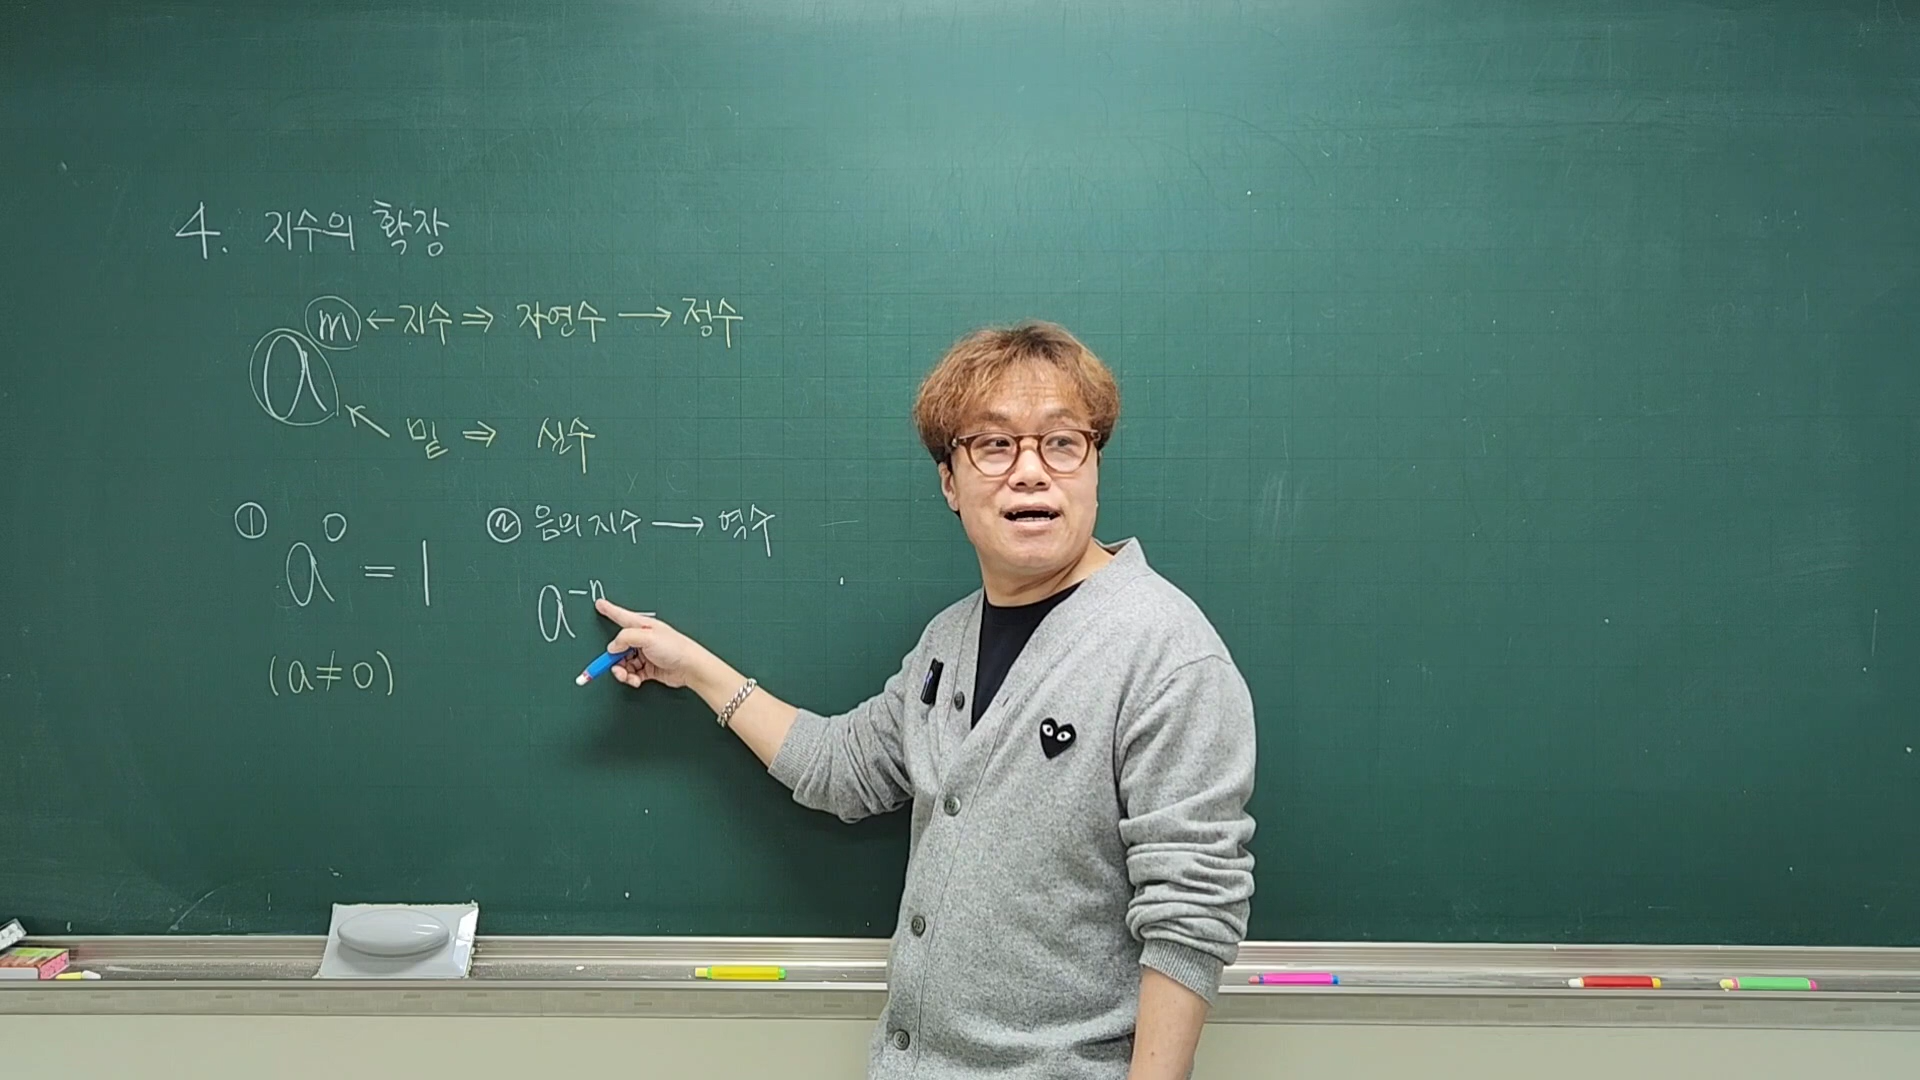 4. 지수의 확장
a^m ← 지수 ⇒ 자연수 → 정수
↖ 밑 ⇒ 실수
① a^0 = 1
(a≠0)
② 음의 지수 → 역수
a^-n =